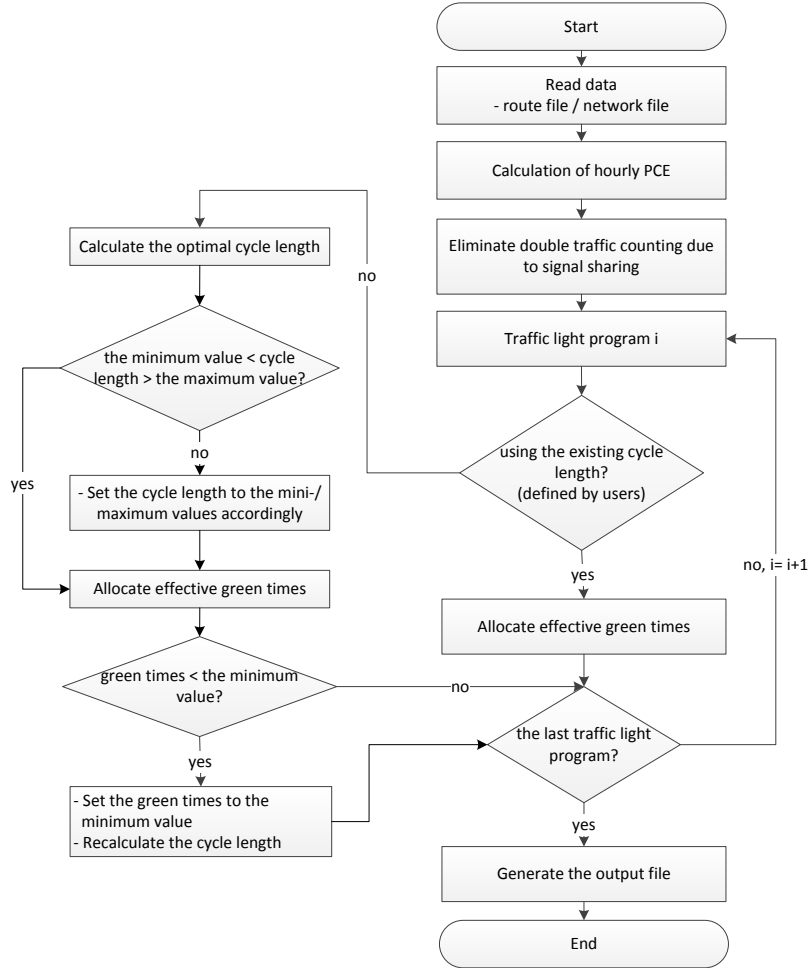 Start
Read data
- route file / network file
Calculation of hourly PCE
Eliminate double traffic counting due
to signal sharing
Traffic light program i
using the existing cycle
length?
(defined by users)
no
yes
Calculate the optimal cycle length
the minimum value < cycle
length > the maximum value?
no
yes
- Set the cycle length to the mini-/
maximum values accordingly
Allocate effective green times
green times < the minimum
value?
no
yes
- Set the green times to the
minimum value
- Recalculate the cycle length
Allocate effective green times
the last traffic light
program?
no, i= i+1
yes
Generate the output file
End